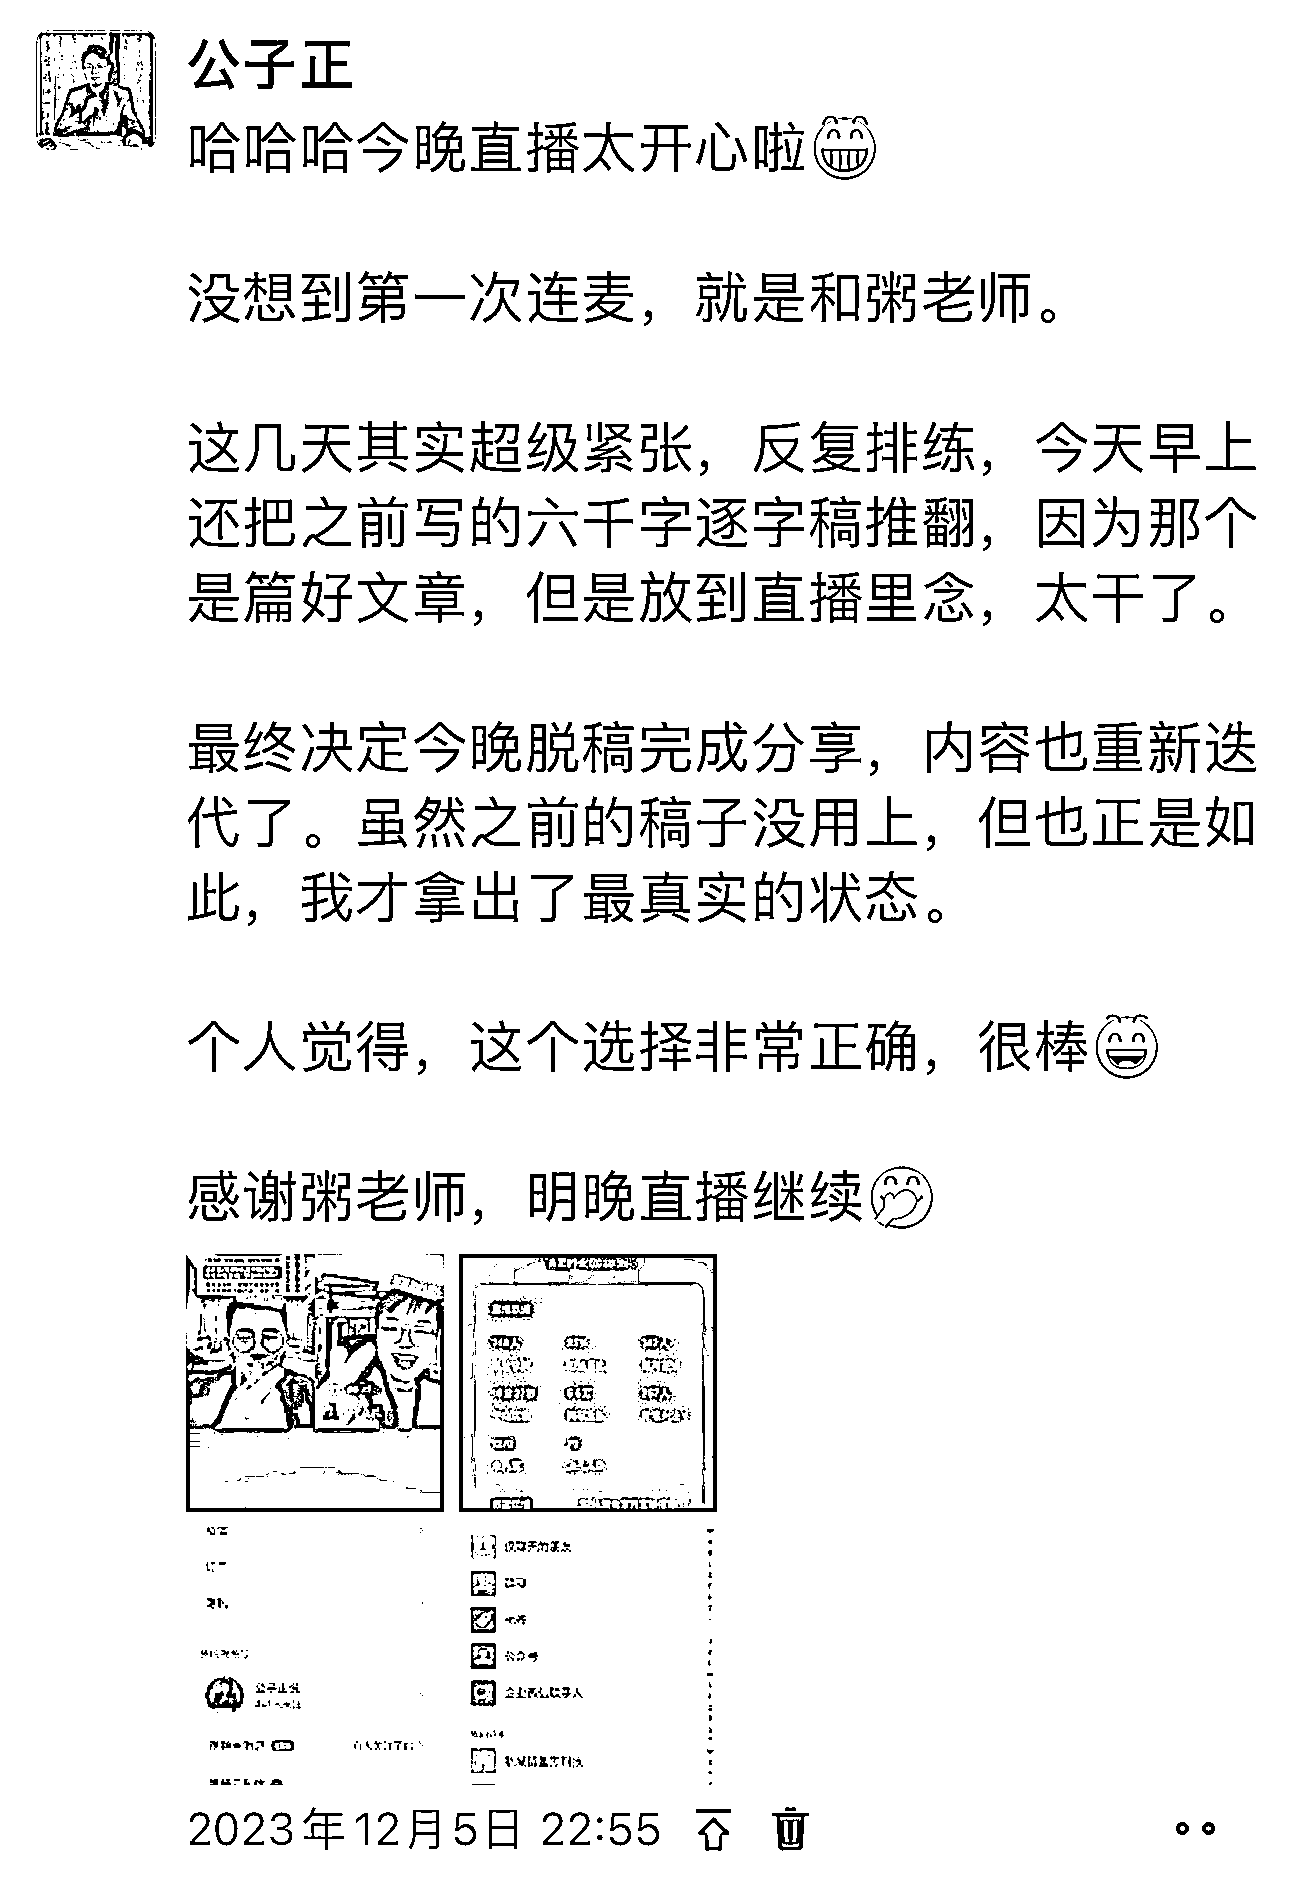 公子正
哈哈哈今晚直播太开心啦😁
没想到第一次连麦，就是和粥老师。
这几天其实超级紧张，反复排练，今天早上
还把之前写的六千字逐字稿推翻，因为那个
是篇好文章，但是放到直播里念，太干了。
最终决定今晚脱稿完成分享，内容也重新迭
代了。虽然之前的稿子没用上，但也正是如
此，我才拿出了最真实的状态。
个人觉得，这个选择非常正确，很棒😄
感谢粥老师，明晚直播继续🤭
公众号
2023年12月5日 22:55